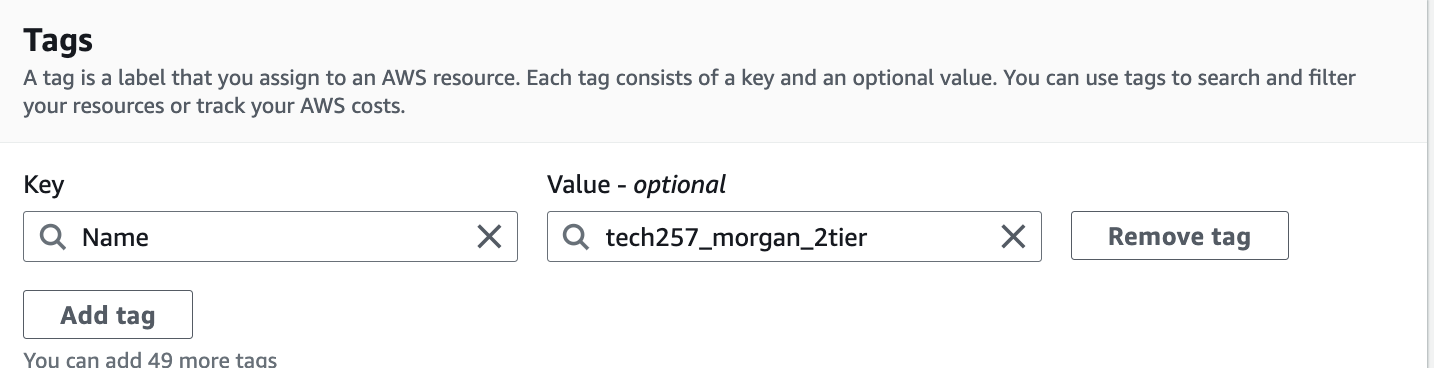 Tags
A tag is a label that you assign to an AWS resource. Each tag consists of a key and an optional value. You can use tags to search and filter
your resources or track your AWS costs.
Key
Value - optional
Name
tech257_morgan_2tier
Remove tag
Add tag
You can add 49 more tags